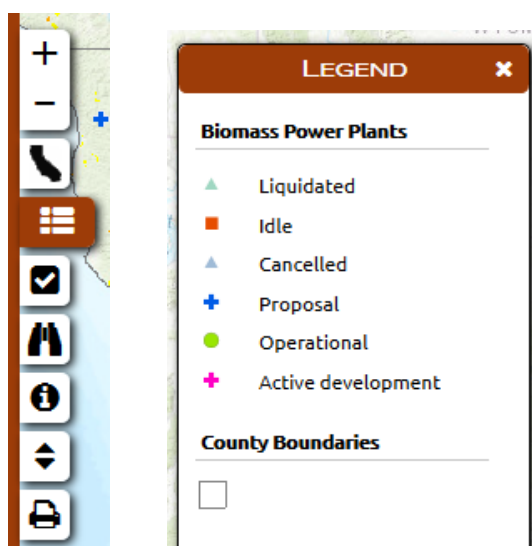 LEGEND
Biomass Power Plants
Liquidated
Idle
Cancelled
Proposal
Operational
Active development
County Boundaries